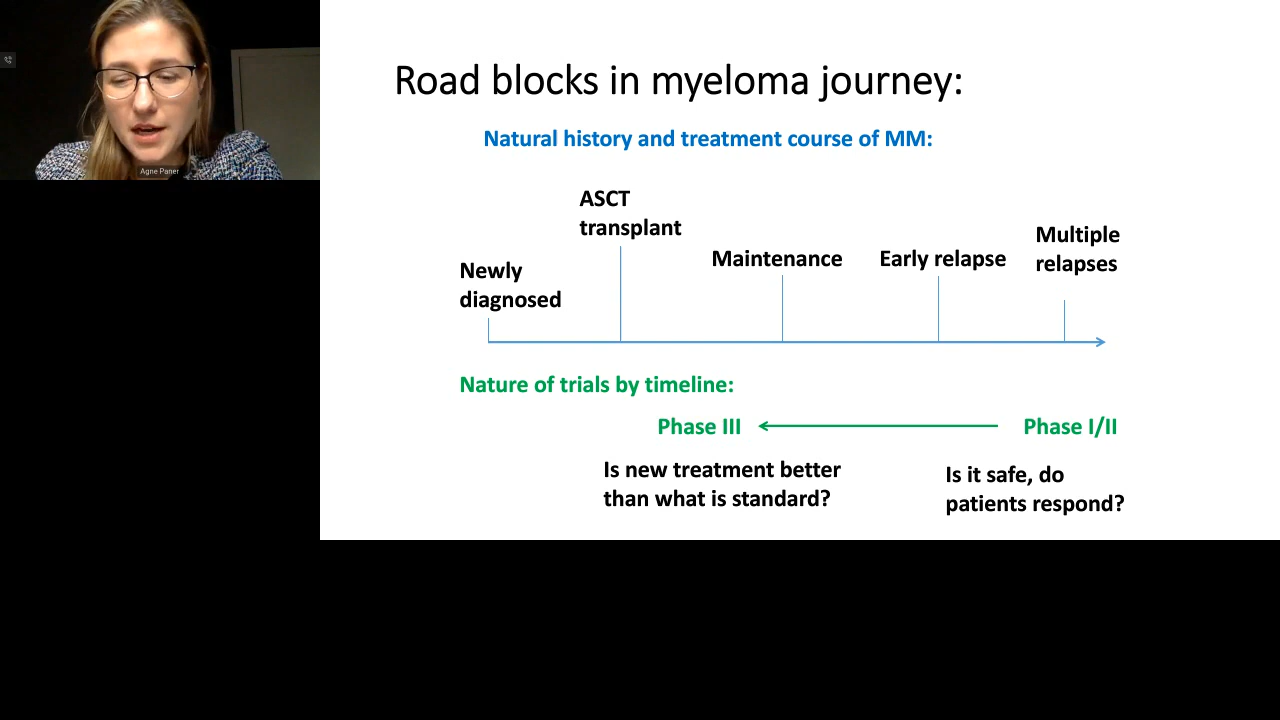 Agne Paner
Road blocks in myeloma journey:
Natural history and treatment course of MM:
Newly
diagnosed
ASCT
transplant
Maintenance
Early relapse
Multiple
relapses
Nature of trials by timeline:
Phase III
Phase I/II
Is new treatment better
than what is standard?
Is it safe, do
patients respond?